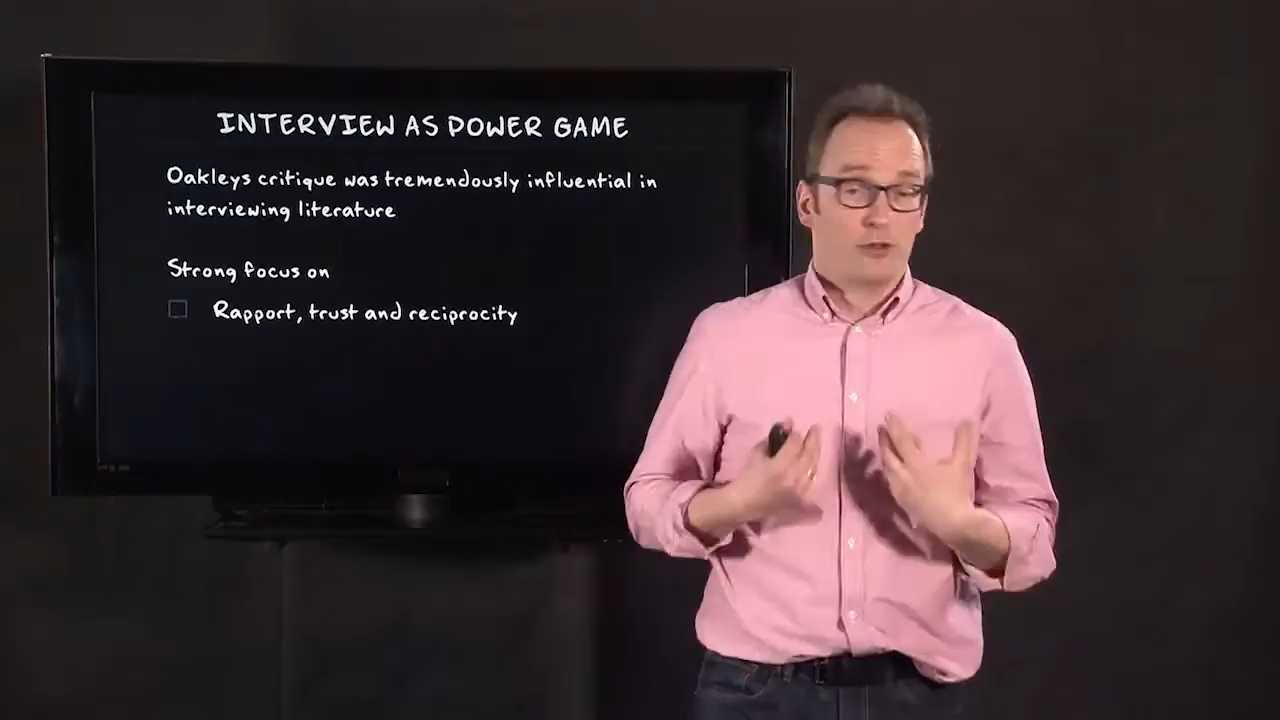 INTERVIEW AS POWER GAME
Oakleys critique was tremendously influential in
interviewing literature
Strong focus on
Rapport, trust and reciprocity